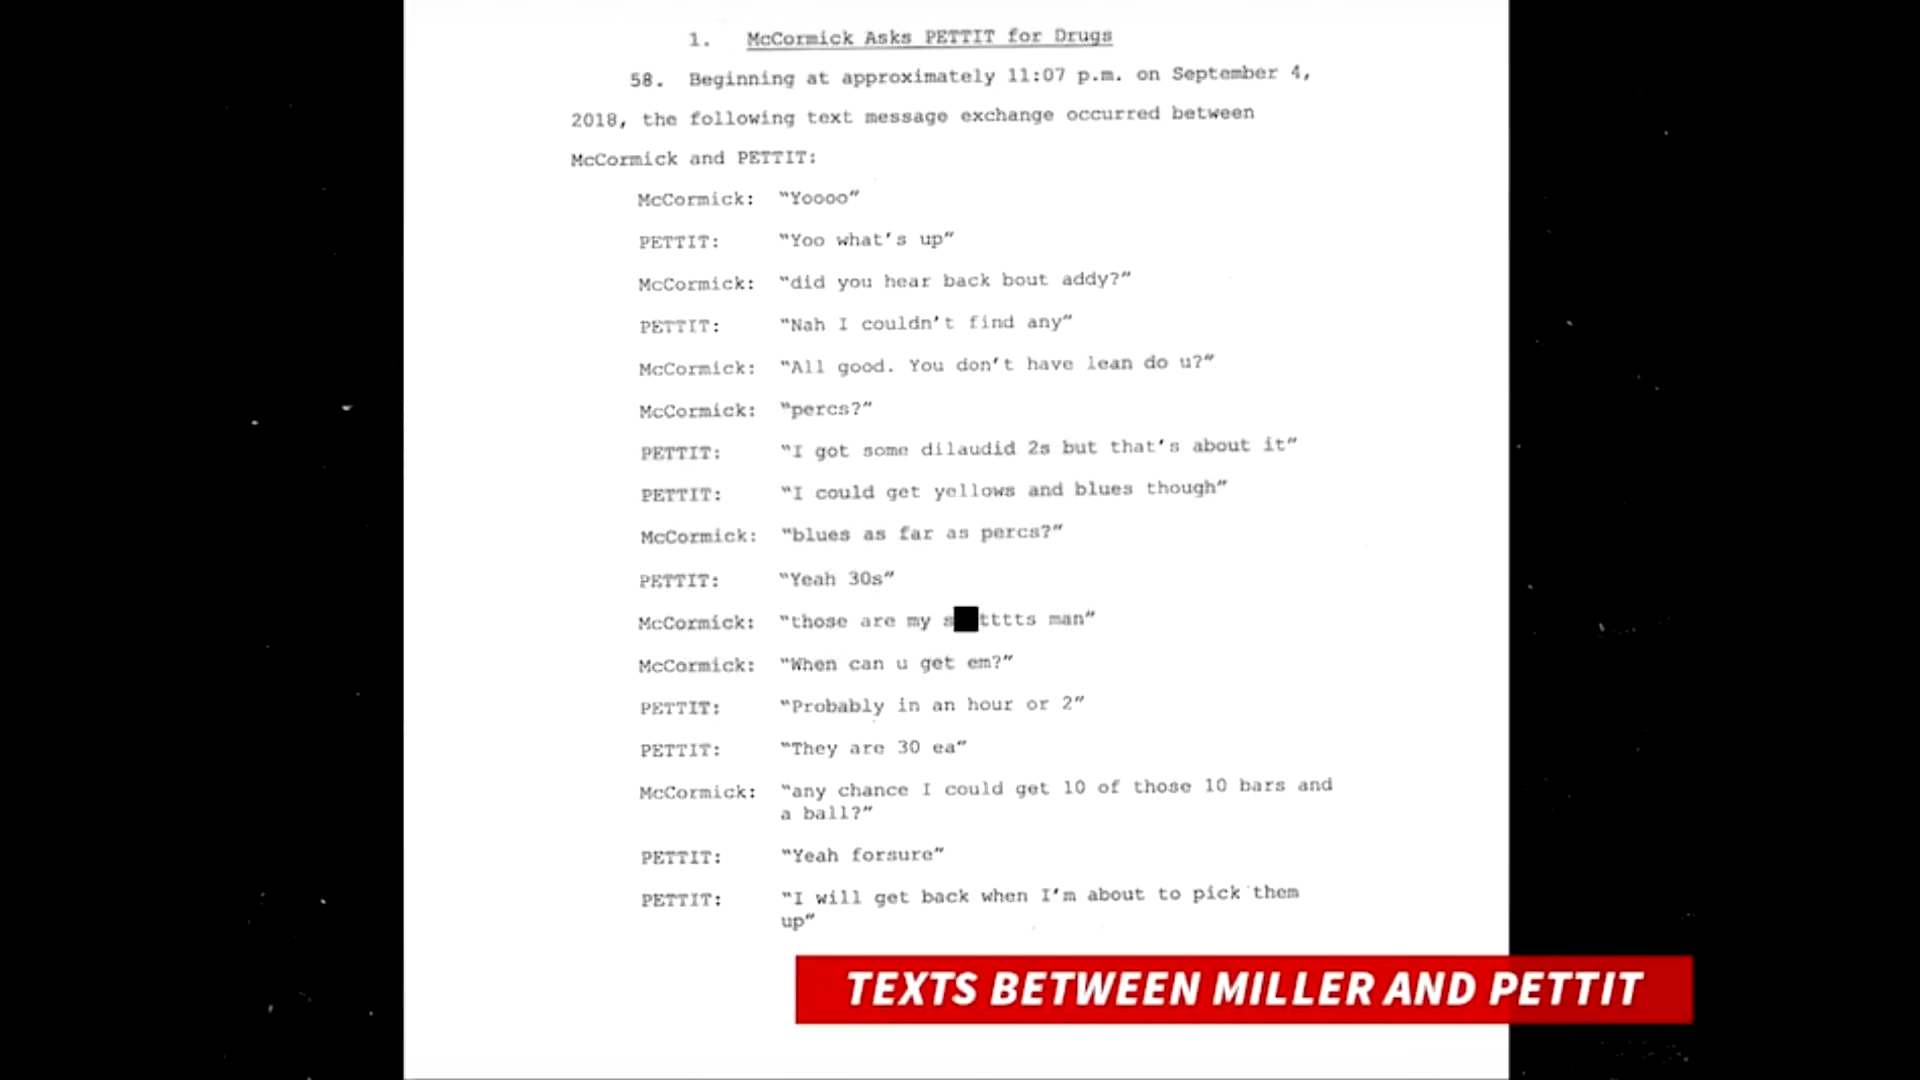 1. McCormick Asks PETTIT for Drugs
58. Beginning at approximately 11:07 p.m. on September 4,
2018, the following text message exchange occurred between
McCormick and PETTIT:
McCormick: "Yoooo"
PETTIT: "Yoo what's up"
McCormick: "did you hear back bout addy?"
PETTIT: "Nah I couldn't find any"
McCormick: "All good. You don't have lean do u?"
McCormick: "percs?"
PETTIT: "I got some dilaudid 2s but that's about it"
PETTIT: "I could get yellows and blues though"
McCormick: "blues as far as percs?"
PETTIT: "Yeah 30s"
McCormick: "those are my s■tttts man"
McCormick: "When can u get em?"
PETTIT: "Probably in an hour or 2"
PETTIT: "They are 30 ea"
McCormick: "any chance I could get 10 of those 10 bars and
a ball?"
PETTIT: "Yeah forsure"
PETTIT: "I will get back when I'm about to pick them
up"
TEXTS BETWEEN MILLER AND PETTIT